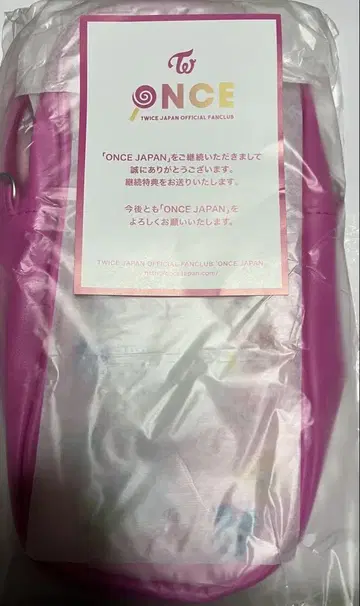 TW
ONCE
TWICE JAPAN OFFICIAL FANCLUB
「ONCE JAPAN」をご継続いただきまして
誠にありがとうございます。
継続特典をお送りいたします。
今後とも「ONCE JAPAN」を
よろしくお願いいたします。
TWICE JAPAN OFFICIAL FANCLUB "ONCE JAPAN"